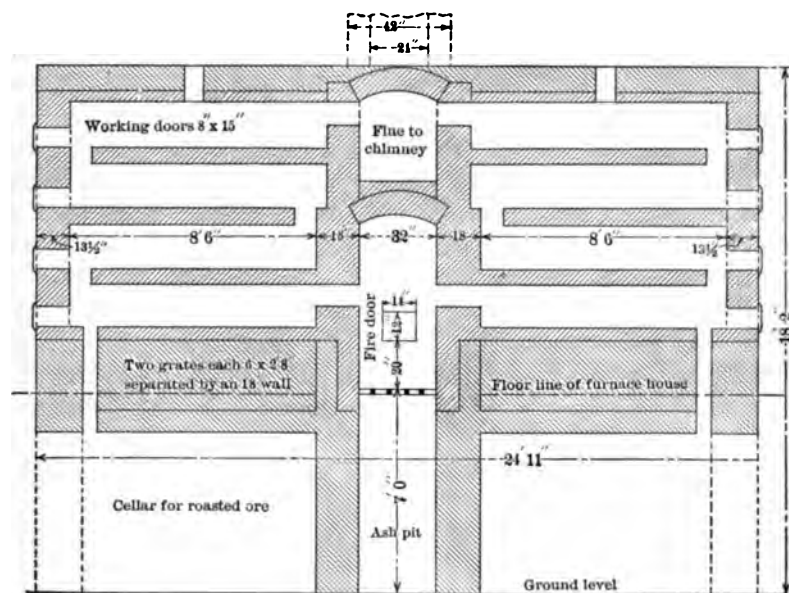 42"
21"
Working doors 8" x 15"
Flue to
chimney
8' 6"
18"
32"
18
8' 6"
13½"
13½
11"
12"
Fire door
20"
Two grates each 6 x 2'8
separated by an 18 wall
Floor line of furnace house
18' 2"
24' 11"
7' 0"
Cellar for roasted ore
Ash pit
Ground level